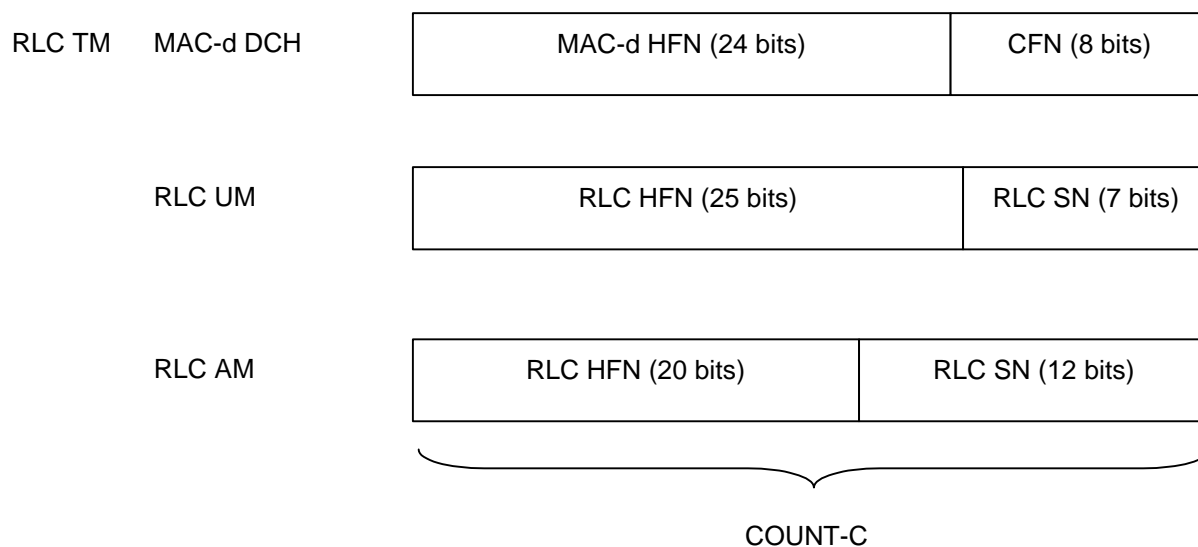 RLC TM MAC-d DCH MAC-d HFN (24 bits) CFN (8 bits)
RLC UM RLC HFN (25 bits) RLC SN (7 bits)
RLC AM RLC HFN (20 bits) RLC SN (12 bits)
COUNT-C